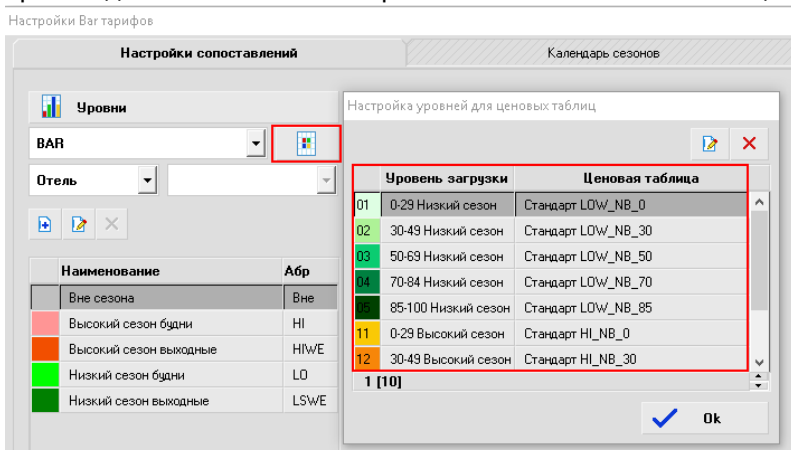 Настройки Bar тарифов
Настройки сопоставлений
Календарь сезонов
Уровни
BAR
Отель
Наименование Абр
Вне сезона Вне
Высокий сезон будни HI
Высокий сезон выходные HIWE
Низкий сезон будни LO
Низкий сезон выходные LSWE
Настройка уровней для ценовых таблиц
Уровень загрузки Ценовая таблица
01 0-29 Низкий сезон Стандарт LOW_NB_0
02 30-49 Низкий сезон Стандарт LOW_NB_30
03 50-69 Низкий сезон Стандарт LOW_NB_50
04 70-84 Низкий сезон Стандарт LOW_NB_70
05 85-100 Низкий сезон Стандарт LOW_NB_85
11 0-29 Высокий сезон Стандарт HI_NB_0
12 30-49 Высокий сезон Стандарт HI_NB_30
1 [10]
Ok